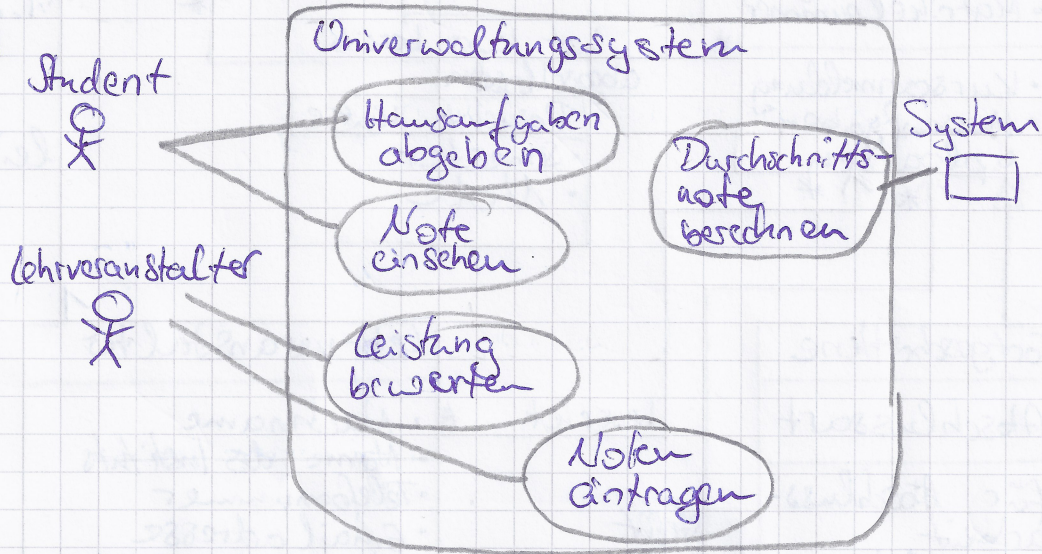 Univerwaltungssystem
Student
Hausaufgaben
abgeben
System
Durchschnitts-
note
berechnen
Note
einsehen
Lehrveranstalter
Leistung
bewerten
Noten
eintragen